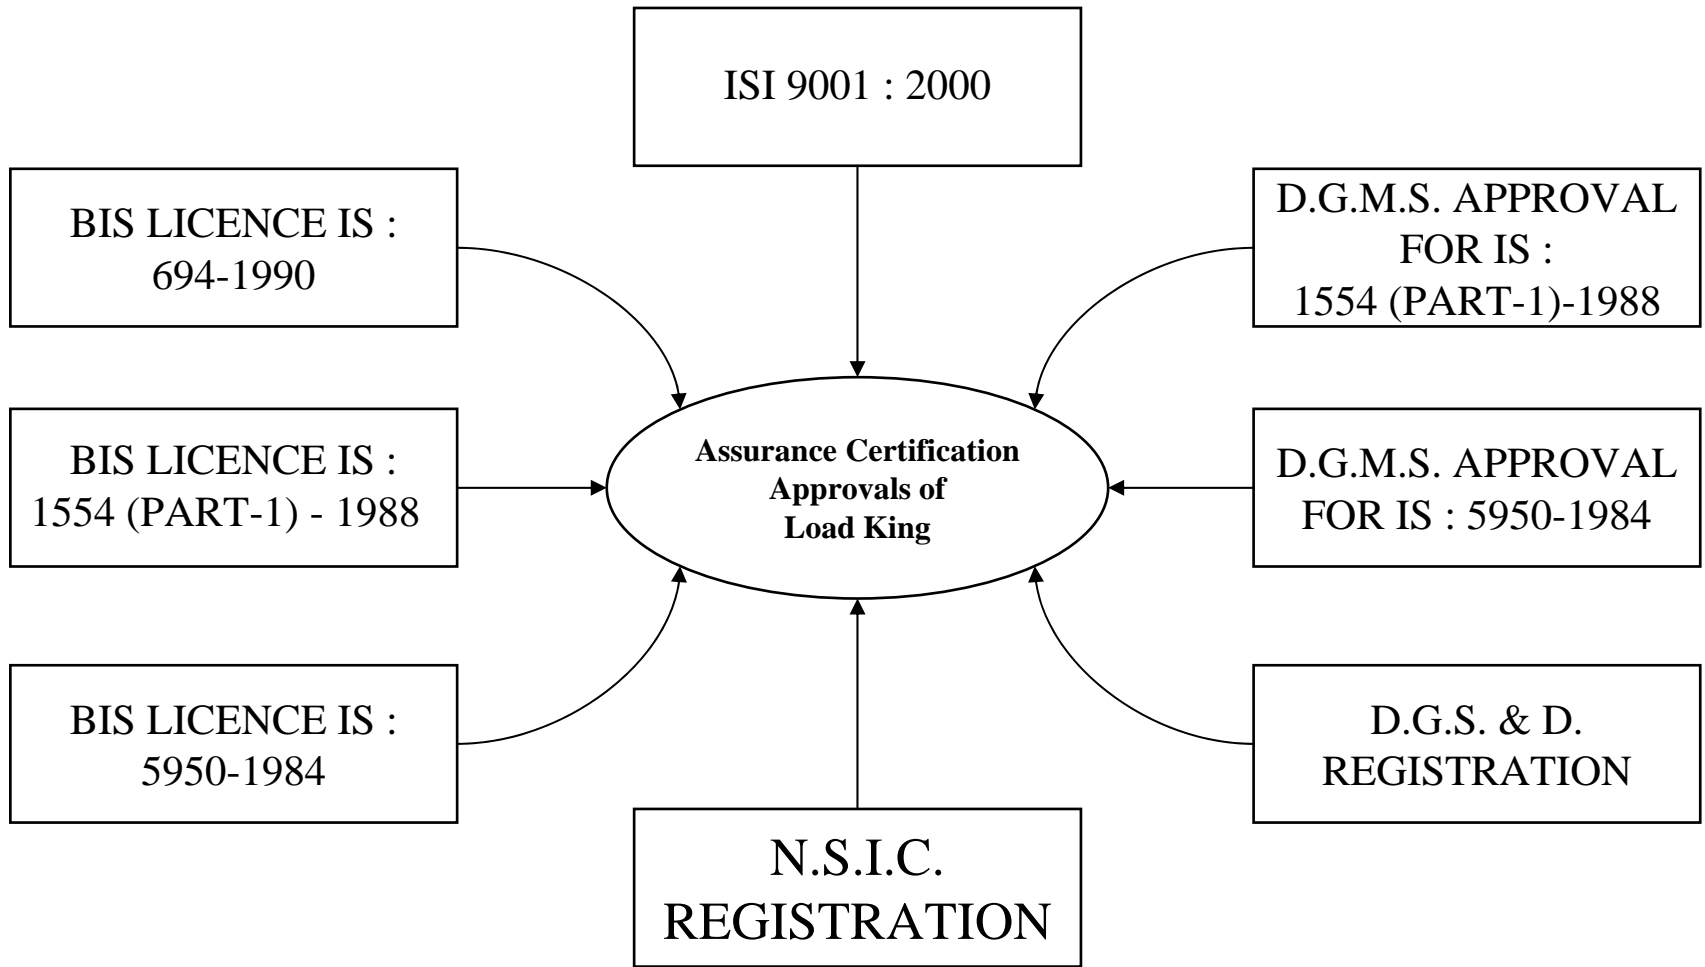 ISI 9001 : 2000
BIS LICENCE IS :
694-1990
D.G.M.S. APPROVAL
FOR IS :
1554 (PART-1)-1988
BIS LICENCE IS :
1554 (PART-1) - 1988
Assurance Certification
Approvals of
Load King
D.G.M.S. APPROVAL
FOR IS : 5950-1984
BIS LICENCE IS :
5950-1984
D.G.S. & D.
REGISTRATION
N.S.I.C.
REGISTRATION